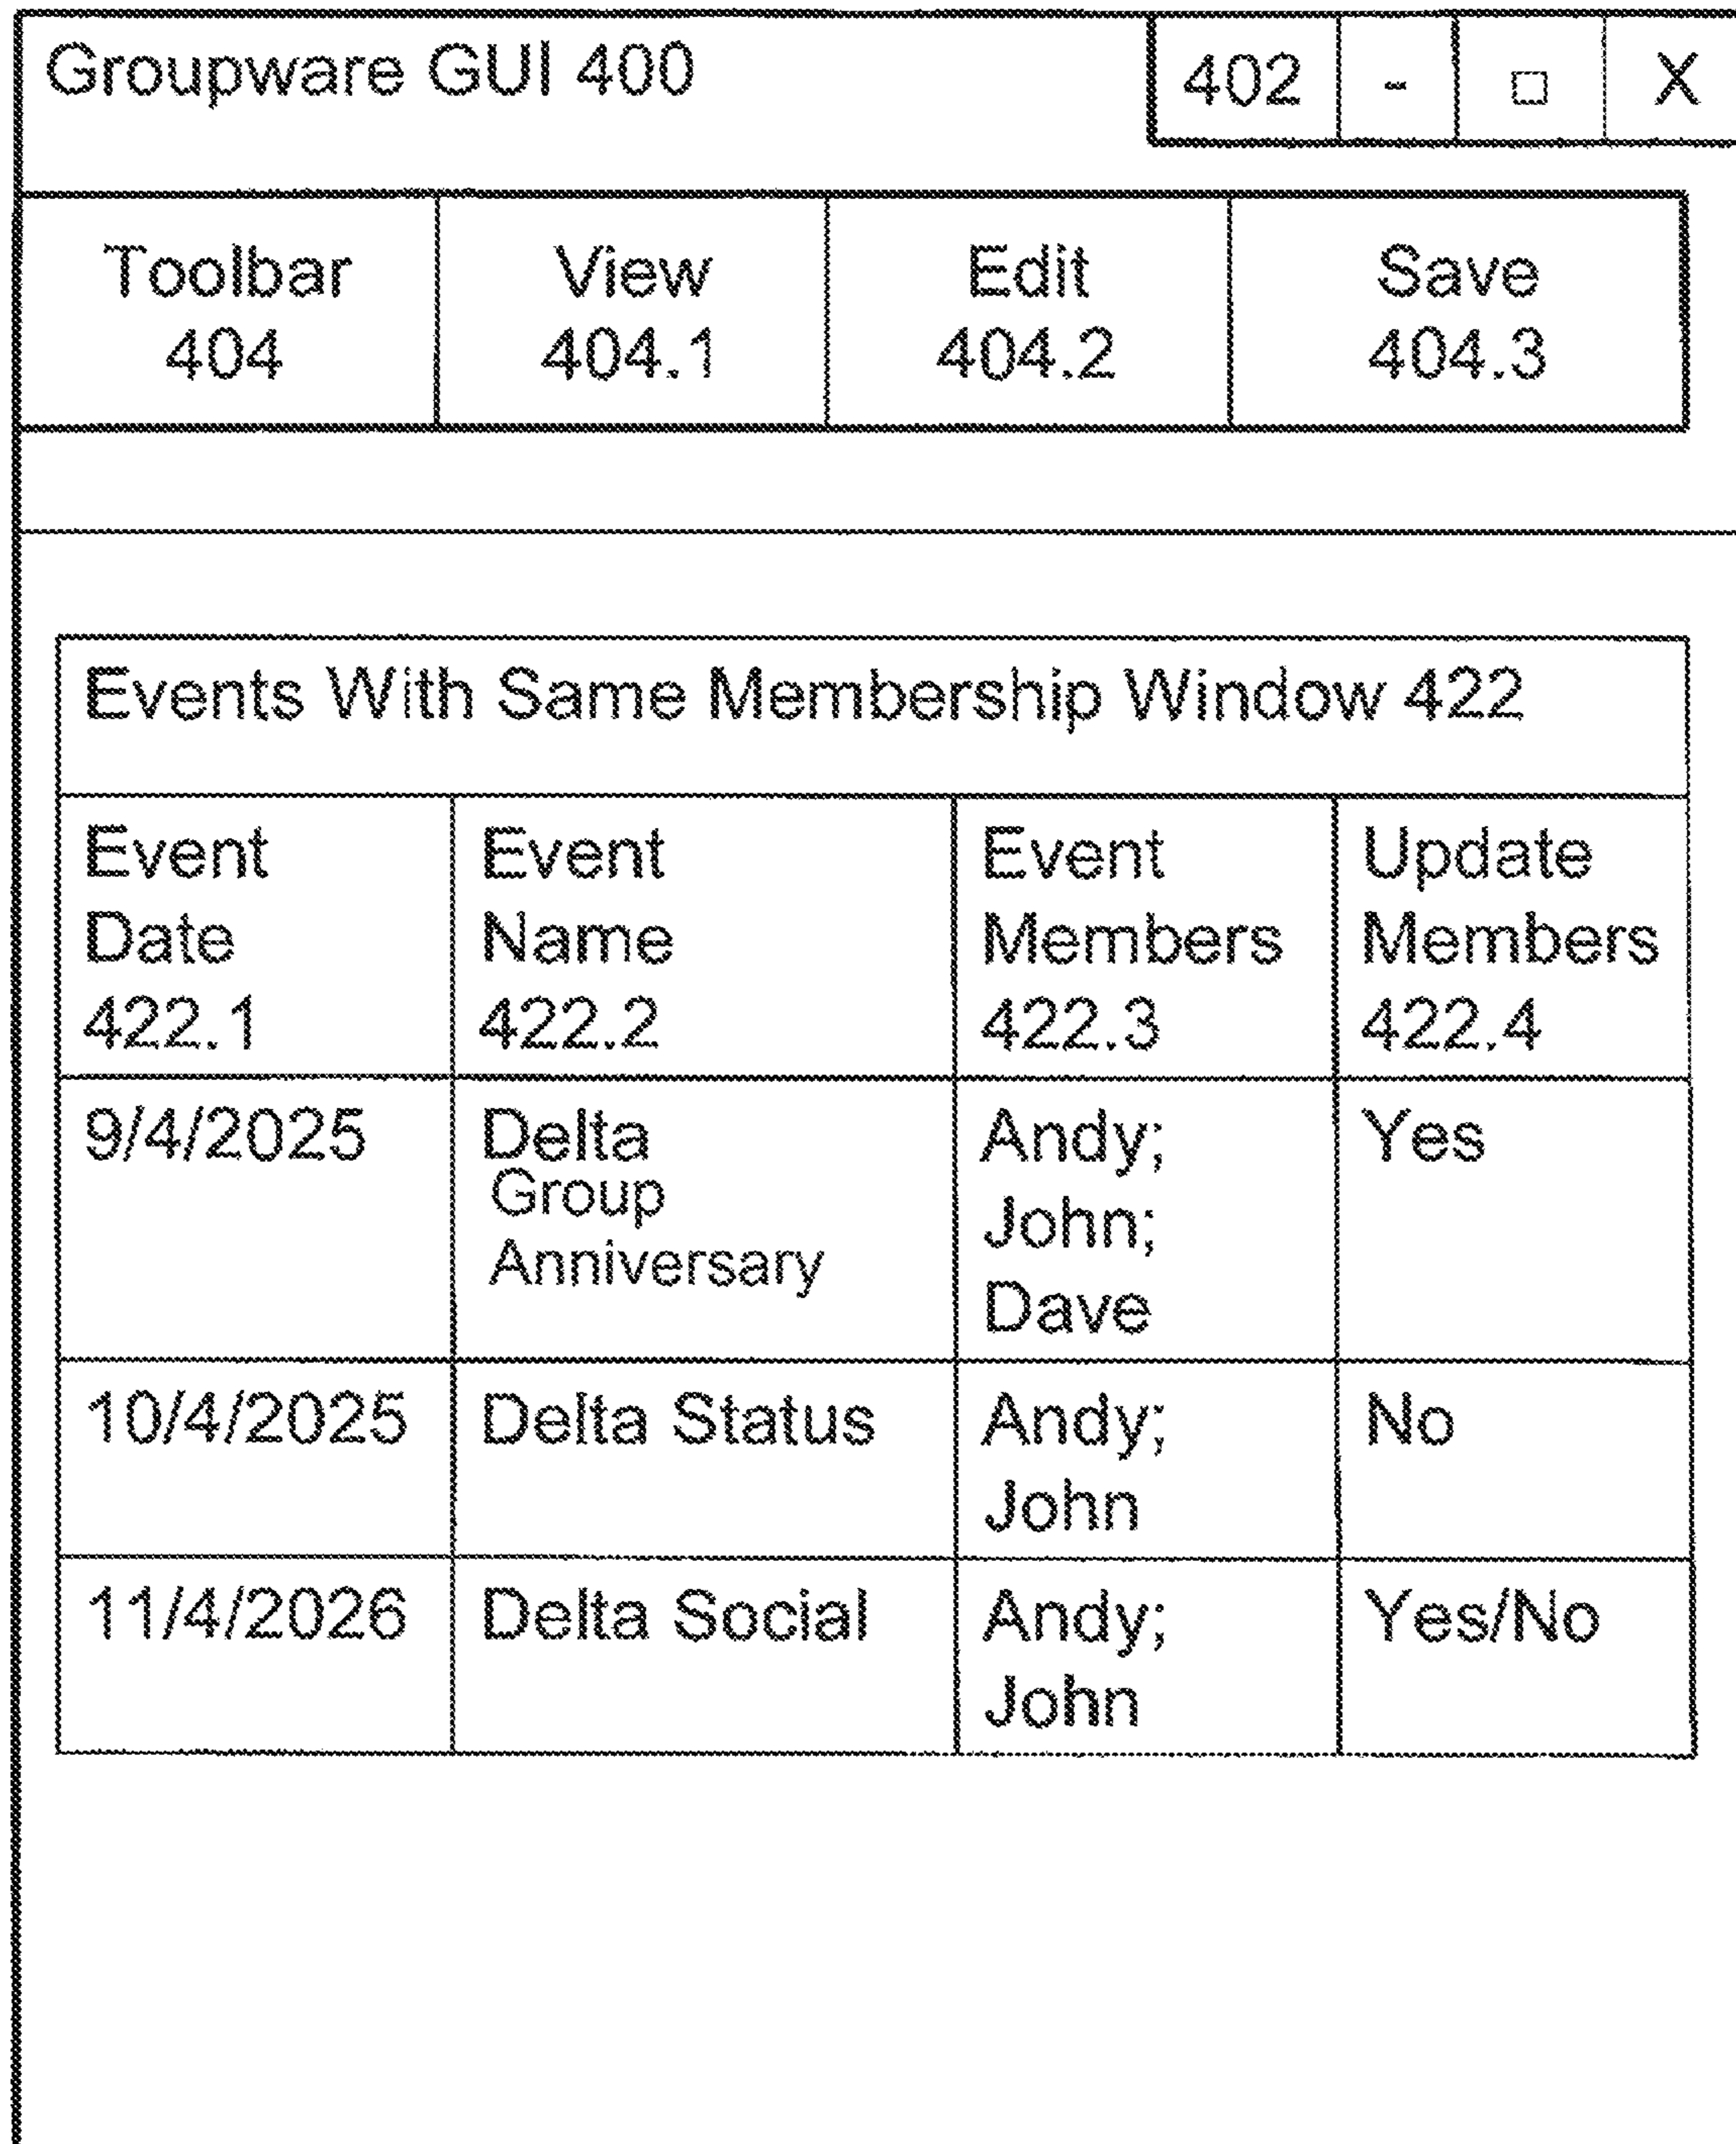 Groupware GUI 400
402 - □ X
Toolbar View Edit Save
404 404.1 404.2 404.3
Events With Same Membership Window 422
Event Event Event Update
Date Name Members Members
422.1 422.2 422.3 422.4
9/4/2025 Delta Andy; Yes
Group
John;
Anniversary
Dave
10/4/2025 Delta Status Andy; No
John
11/4/2026 Delta Social Andy; Yes/No
John